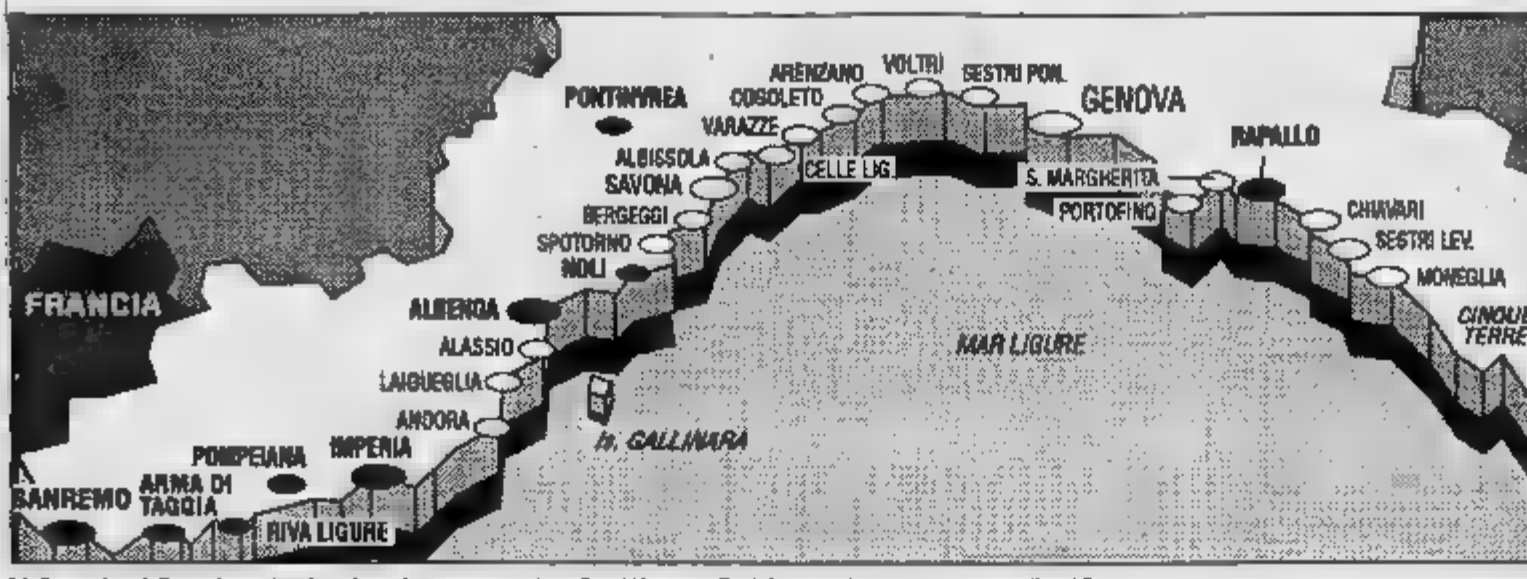 PONTINVREA
ARENZANO
VOLTRI
SESTRI PON.
COGOLETO
GENOVA
VARAZZE
RAPALLO
ALBISSOLA
CELLE LIG.
SAVONA
S. MARGHERITA
BERGEGGI
PORTOFINO
CHIAVARI
SPOTORNO
SESTRI LEV.
NOLI
MONEGLIA
FRANCIA
ALBENGA
CINQUE
TERRE
ALASSIO
MAR LIGURE
LAIGUEGLIA
ANDORA
Is. GALLINARA
IMPERIA
POMPEIANA
SANREMO
ARMA DI
TAGGIA
RIVA LIGURE